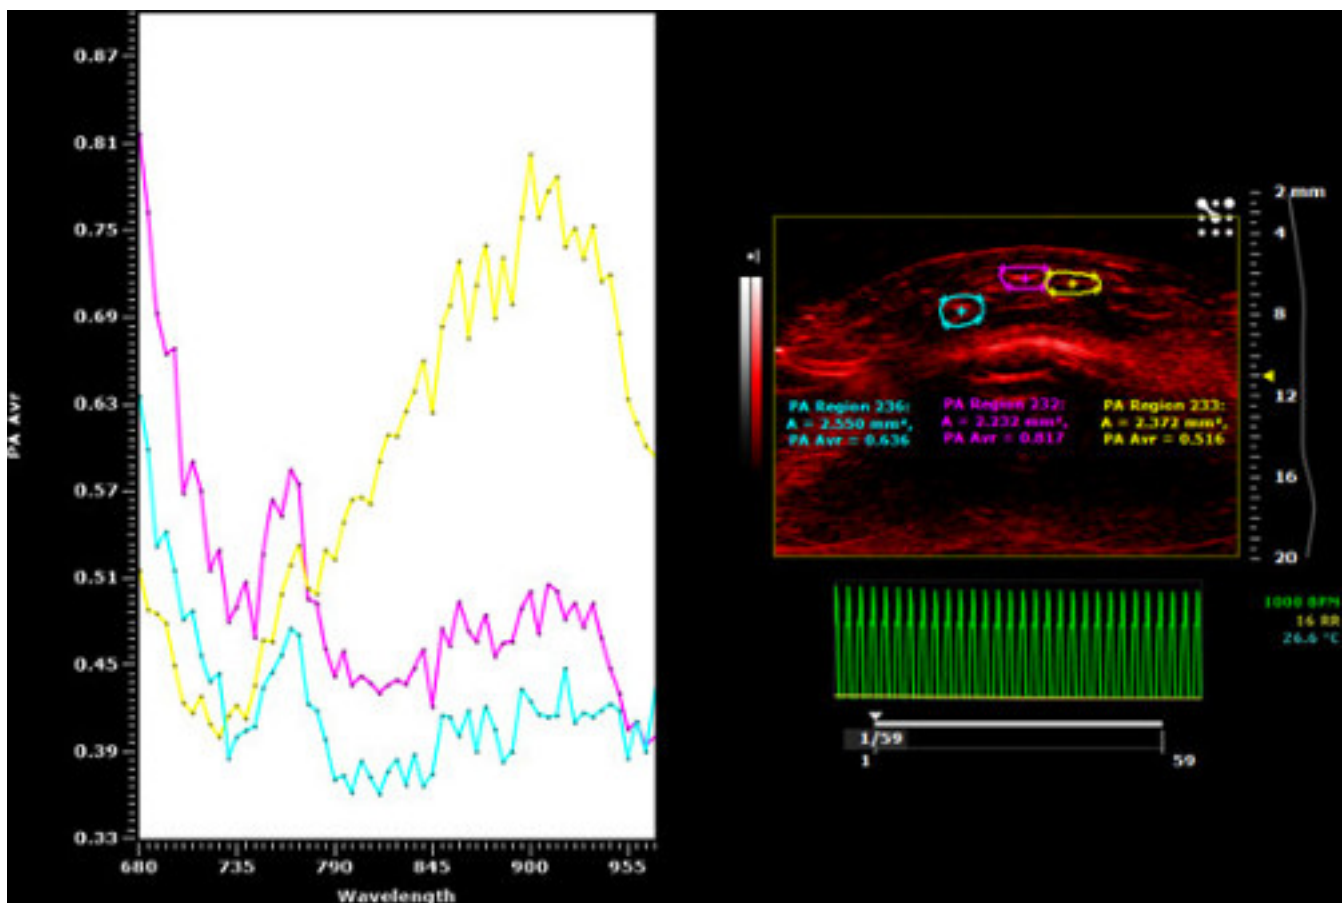 0.87
0.81
0.75
0.69
0.63
0.57
0.51
0.45
0.39
0.33
PA Avr
680 735 790 845 900 955
Wavelength
2 mm
4
8
12
16
20
PA Region 236:
A = 2.550 mm²,
PA Avr = 0.636
PA Region 232:
A = 2.232 mm²,
PA Avr = 0.817
PA Region 233:
A = 2.372 mm²,
PA Avr = 0.516
1000 BPM
16 RR
26.6 °C
1/59
1 59